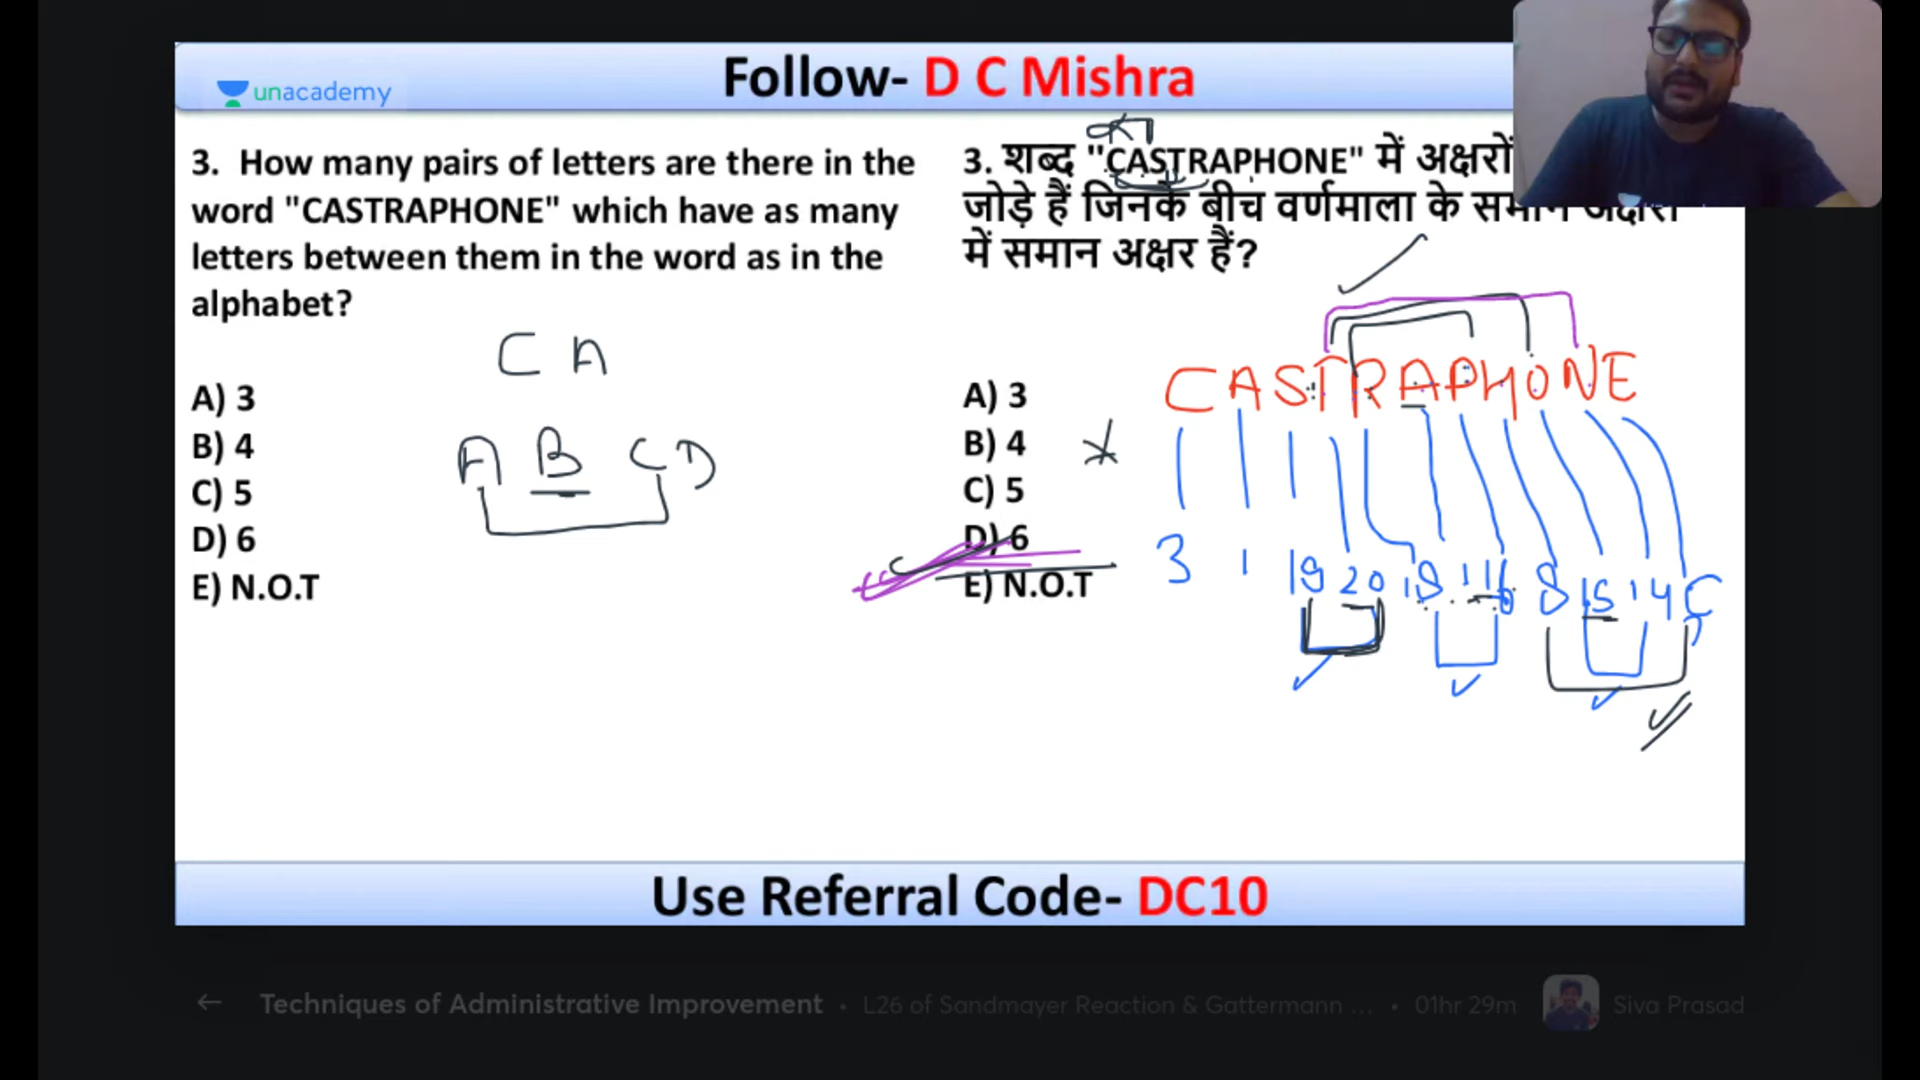 Follow- D C Mishra
unacademy
3. How many pairs of letters are there in the
word "CASTRAPHONE" which have as many
letters between them in the word as in the
alphabet?
A) 3
B) 4
C) 5
D) 6
E) N.O.T
C A
A B C D
3. शब्द "CASTRAPHONE" में अक्षरों
जोड़े हैं जिनके बीच वर्णमाला के
में समान अक्षर हैं?
A) 3
B) 4
C) 5
D) 6
E) N.O.T
CASTRAPHONE
3 1 19 20 18 1 16 8 15 14 5
Use Referral Code- DC10
Techniques of Administrative Improvement • L26 of Sandmayer Reaction & Gattermann ... • 01hr 29m Siva Prasad